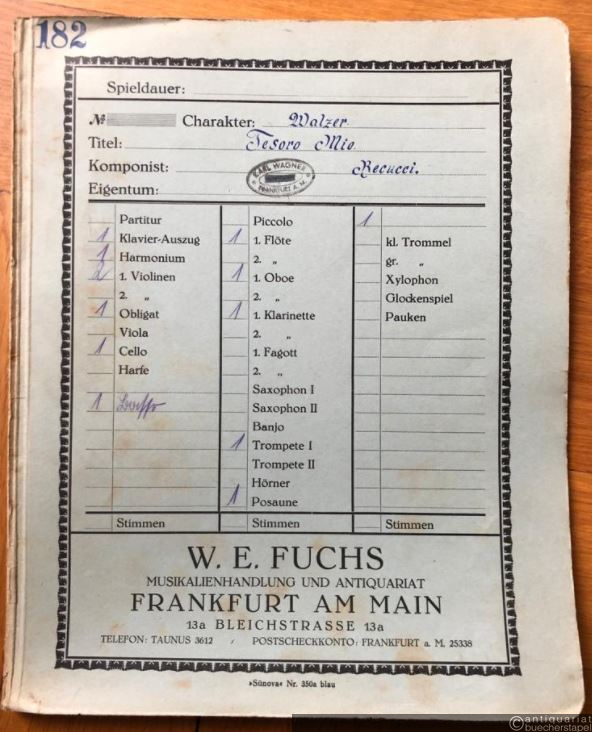 182
Spieldauer:
№ Charakter: Walzer.
Titel: Tesoro Mio
Komponist: Becucci.
KARL WAGNER
FRANKFURT A. M.
Eigentum:
Partitur
1 Klavier-Auszug
1 Harmonium
2 1. Violinen
2. „
1 Obligat
Viola
1 Cello
Harfe
1
Stimmen
Piccolo
1 1. Flöte
2. „
1 1. Oboe
2. „
1 1. Klarinette
2. „
1. Fagott
2. „
Saxophon I
Saxophon II
Banjo
1 Trompete I
Trompete II
Hörner
1 Posaune
Stimmen
1
kl. Trommel
gr. „
Xylophon
Glockenspiel
Pauken
Stimmen
W. E. FUCHS
MUSIKALIENHANDLUNG UND ANTIQUARIAT
FRANKFURT AM MAIN
13a BLEICHSTRASSE 13a
TELEFON: TAUNUS 3612 / POSTSCHECKKONTO: FRANKFURT a. M. 25338
»Sünova« Nr. 350a blau
©antiquariat
buecherstapel